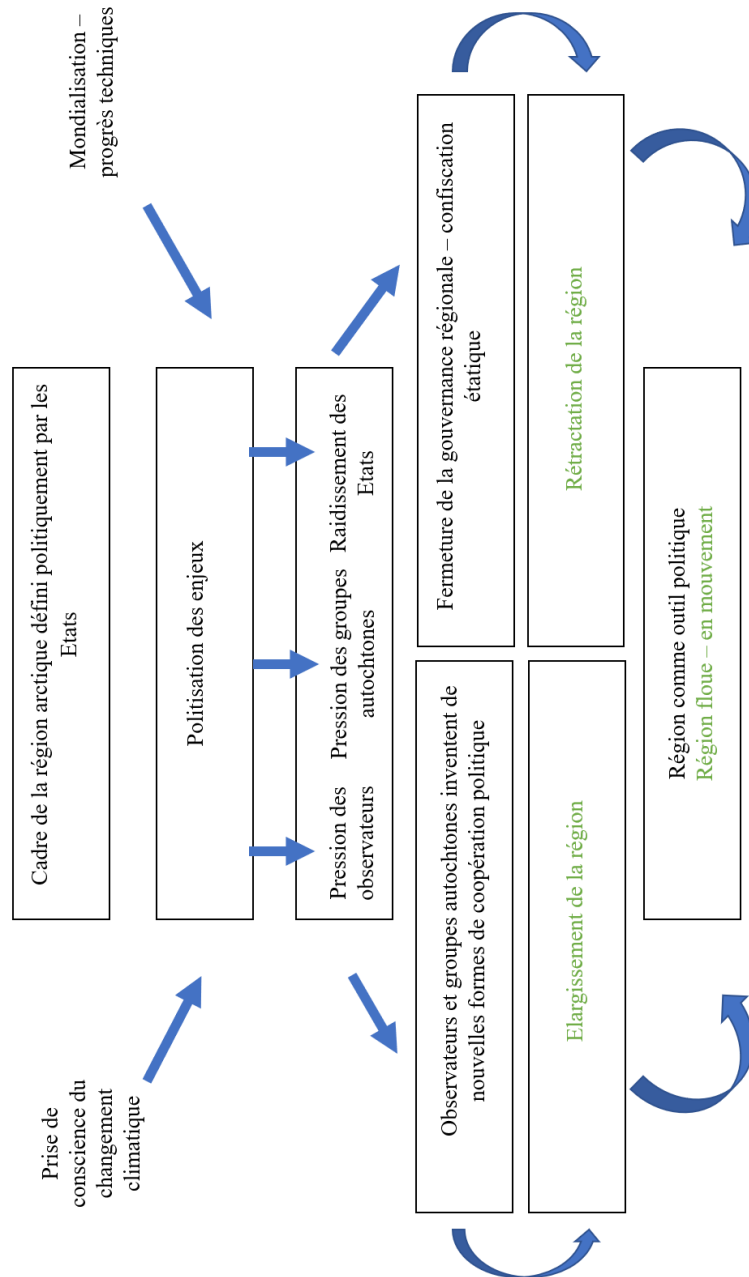 Cadre de la région arctique défini politiquement par les
Etats
Prise de
conscience du
changement
climatique
Mondialisation –
progrès techniques
Politisation des enjeux
Pression des
observateurs
Pression des groupes
autochtones
Raidissement des
Etats
Observateurs et groupes autochtones inventent de
nouvelles formes de coopération politique
Fermeture de la gouvernance régionale – confiscation
étatique
Elargissement de la région
Rétractation de la région
Région comme outil politique
Région floue – en mouvement